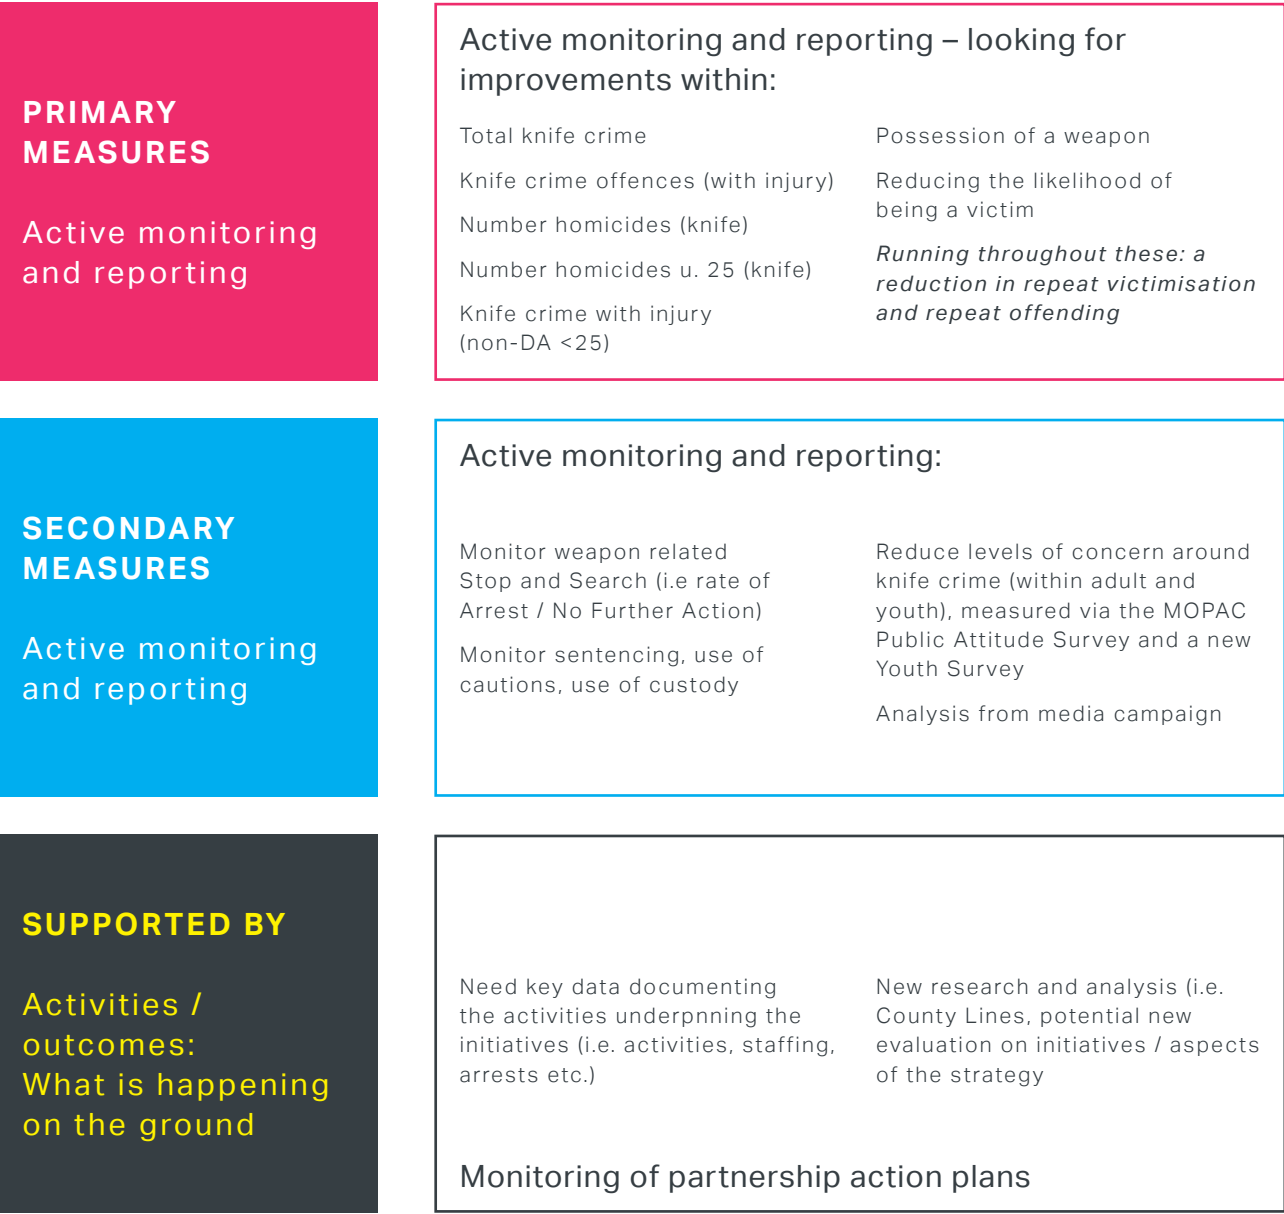 PRIMARY
MEASURES
Active monitoring
and reporting
Active monitoring and reporting – looking for
improvements within:
Total knife crime
Knife crime offences (with injury)
Number homicides (knife)
Number homicides u. 25 (knife)
Knife crime with injury
(non-DA <25)
Possession of a weapon
Reducing the likelihood of
being a victim
Running throughout these: a
reduction in repeat victimisation
and repeat offending
SECONDARY
MEASURES
Active monitoring
and reporting
Active monitoring and reporting:
Monitor weapon related
Stop and Search (i.e rate of
Arrest / No Further Action)
Monitor sentencing, use of
cautions, use of custody
Reduce levels of concern around
knife crime (within adult and
youth), measured via the MOPAC
Public Attitude Survey and a new
Youth Survey
Analysis from media campaign
SUPPORTED BY
Activities /
outcomes:
What is happening
on the ground
Need key data documenting
the activities underpnning the
initiatives (i.e. activities, staffing,
arrests etc.)
New research and analysis (i.e.
County Lines, potential new
evaluation on initiatives / aspects
of the strategy
Monitoring of partnership action plans